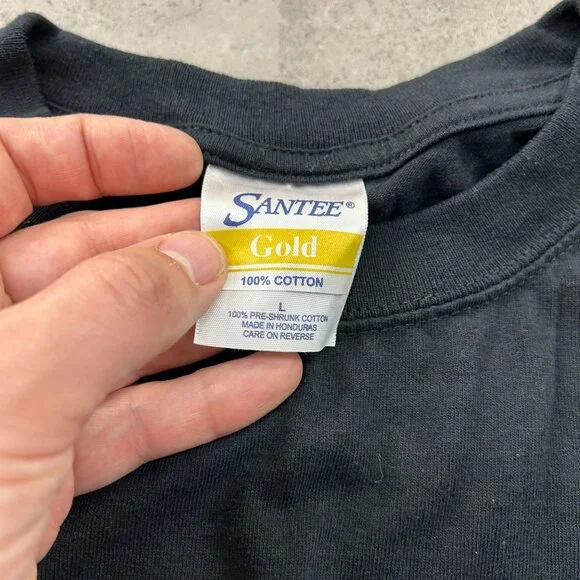 SANTEE®
Gold
100% COTTON
L
100% PRE-SHRUNK COTTON
MADE IN HONDURAS
CARE ON REVERSE